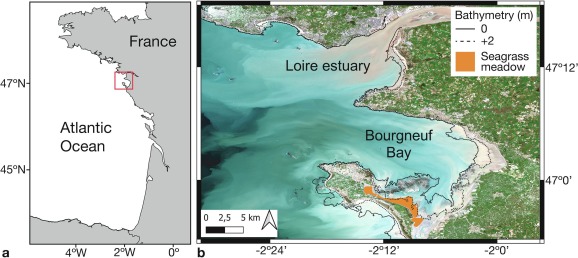 France
47°N
Atlantic
Ocean
45°N
4°W
2°W
0°
a
Loire estuary
Bourgneuf
Bay
Bathymetry (m)
0
+2
Seagrass
meadow
47°12'
47°0'
0 2,5 5 km
-2°24'
-2°12'
-2°0'
b